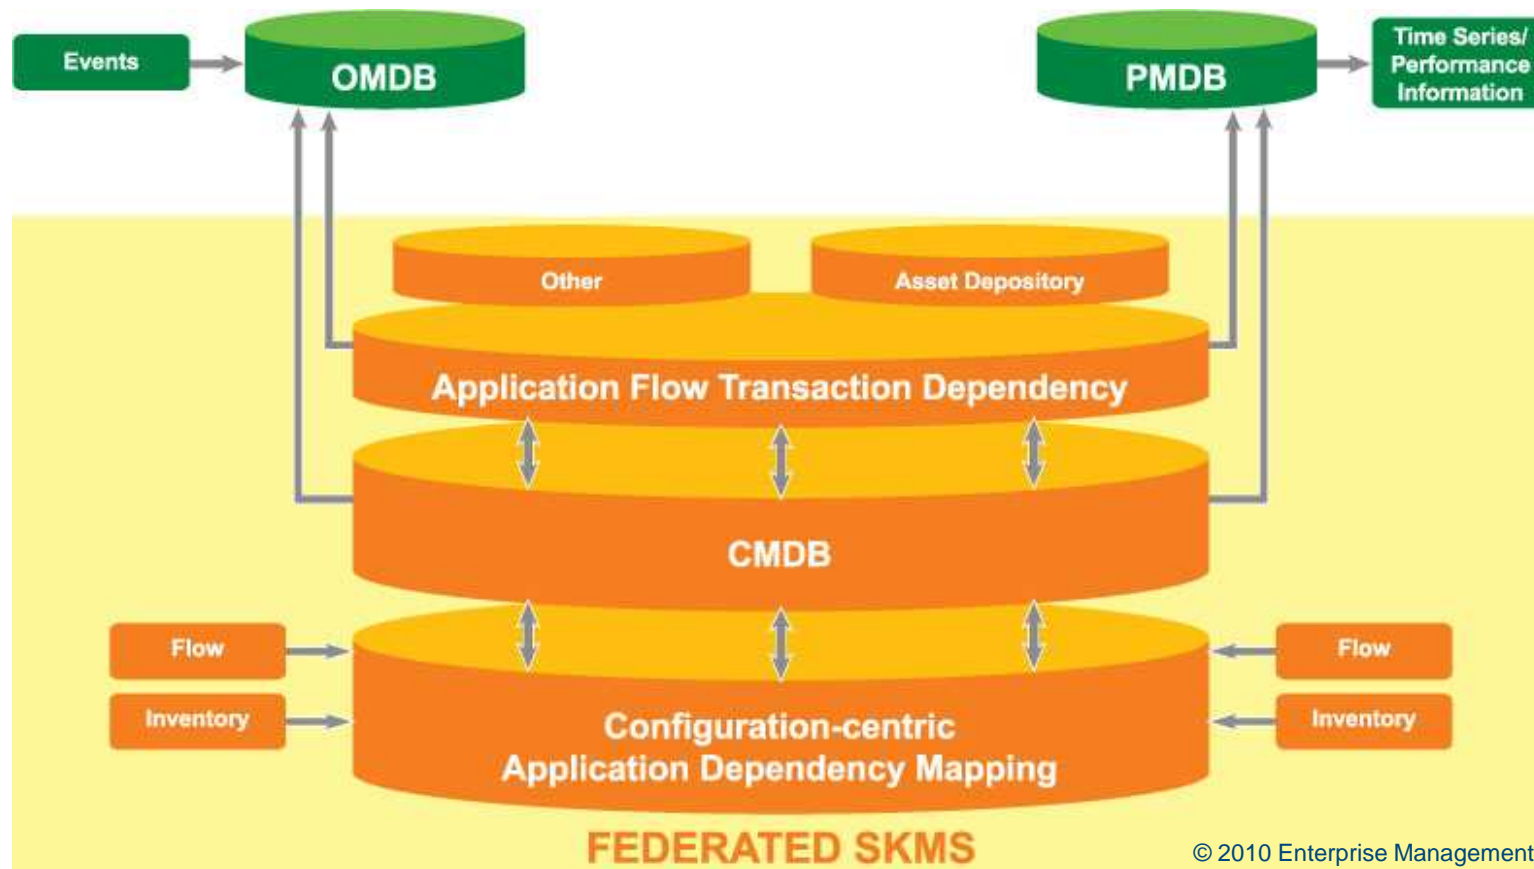 Events
OMDB
PMDB
Time Series/
Performance
Information
Other
Asset Depository
Application Flow Transaction Dependency
CMDB
Flow
Flow
Inventory
Inventory
Configuration-centric
Application Dependency Mapping
FEDERATED SKMS
© 2010 Enterprise Management